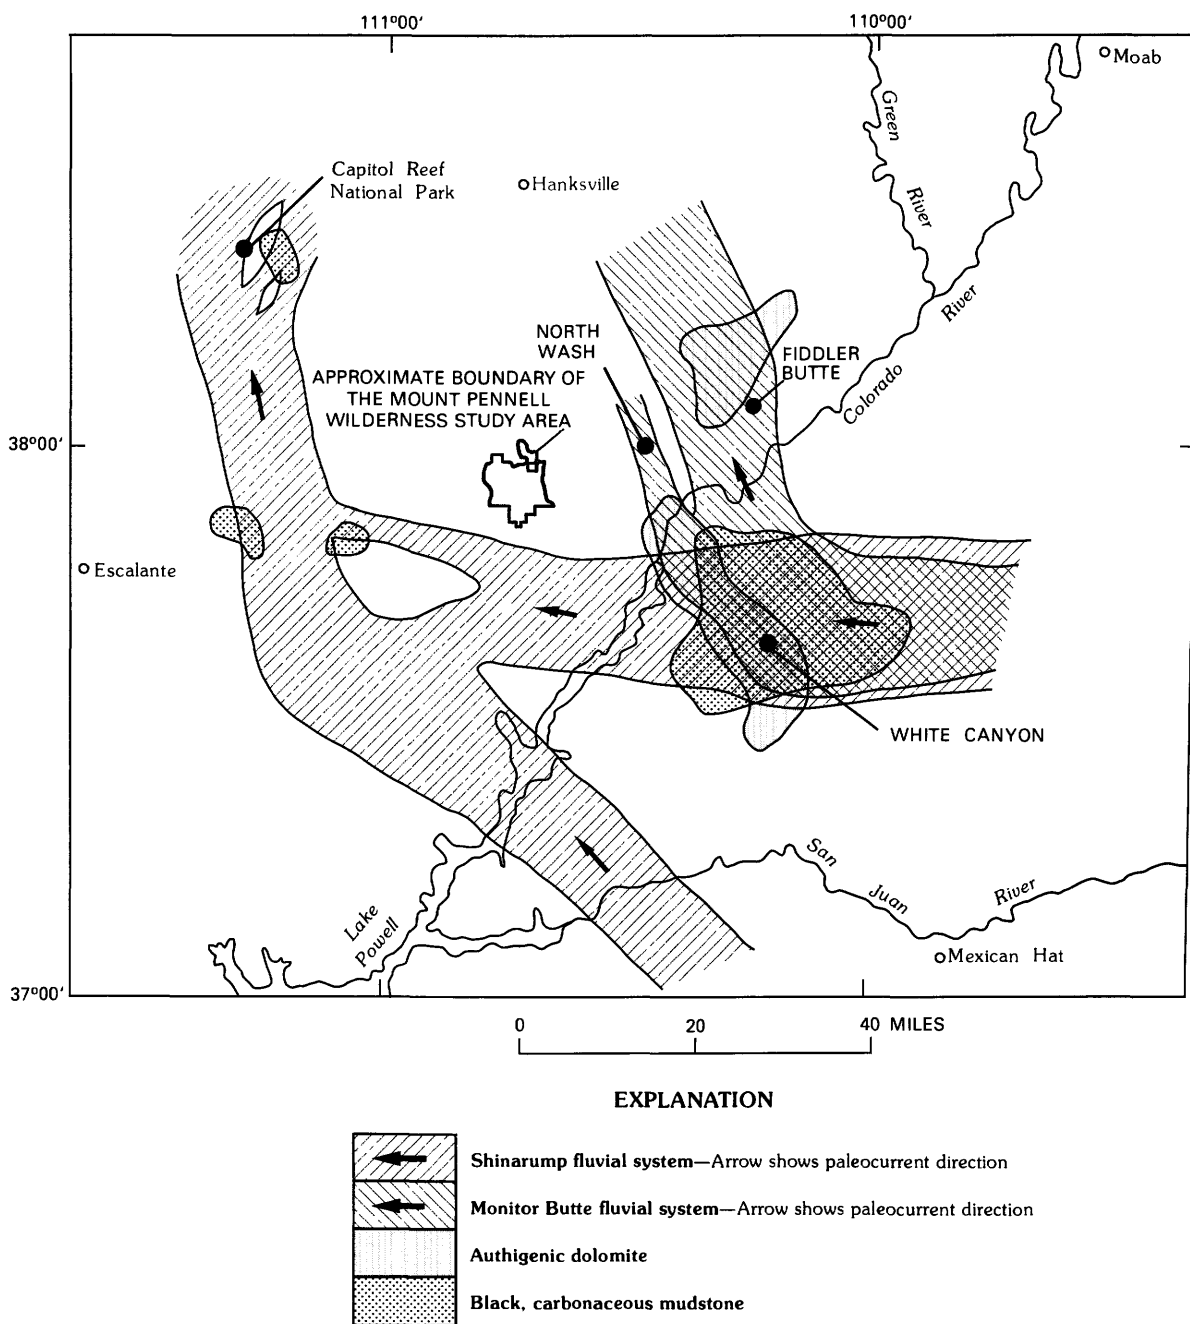 111°00'
110°00'
Moab
Green
River
Capitol Reef
National Park
Hanksville
River
Colorado
NORTH
WASH
FIDDLER
BUTTE
APPROXIMATE BOUNDARY OF
THE MOUNT PENNELL
WILDERNESS STUDY AREA
38°00'
Escalante
WHITE CANYON
San
Juan
River
Lake
Powell
Mexican Hat
37°00'
0 20 40 MILES
EXPLANATION
Shinarump fluvial system—Arrow shows paleocurrent direction
Monitor Butte fluvial system—Arrow shows paleocurrent direction
Authigenic dolomite
Black, carbonaceous mudstone